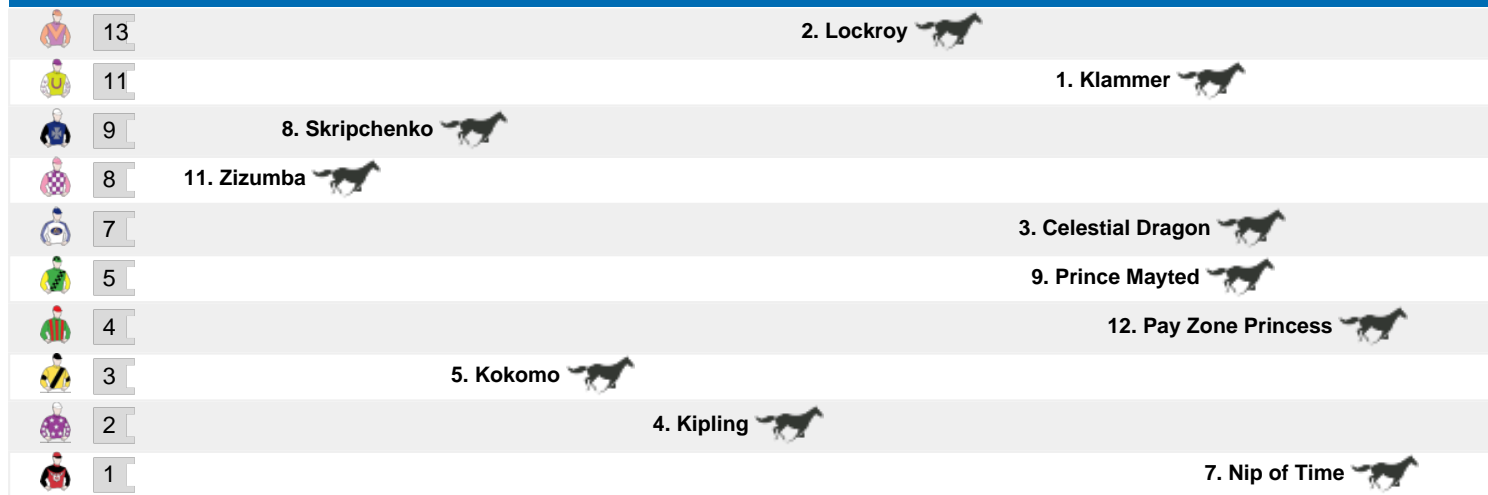 13 2. Lockroy
11 1. Klammer
9 8. Skripchenko
8 11. Zizumba
7 3. Celestial Dragon
5 9. Prince Mayted
4 12. Pay Zone Princess
3 5. Kokomo
2 4. Kipling
1 7. Nip of Time